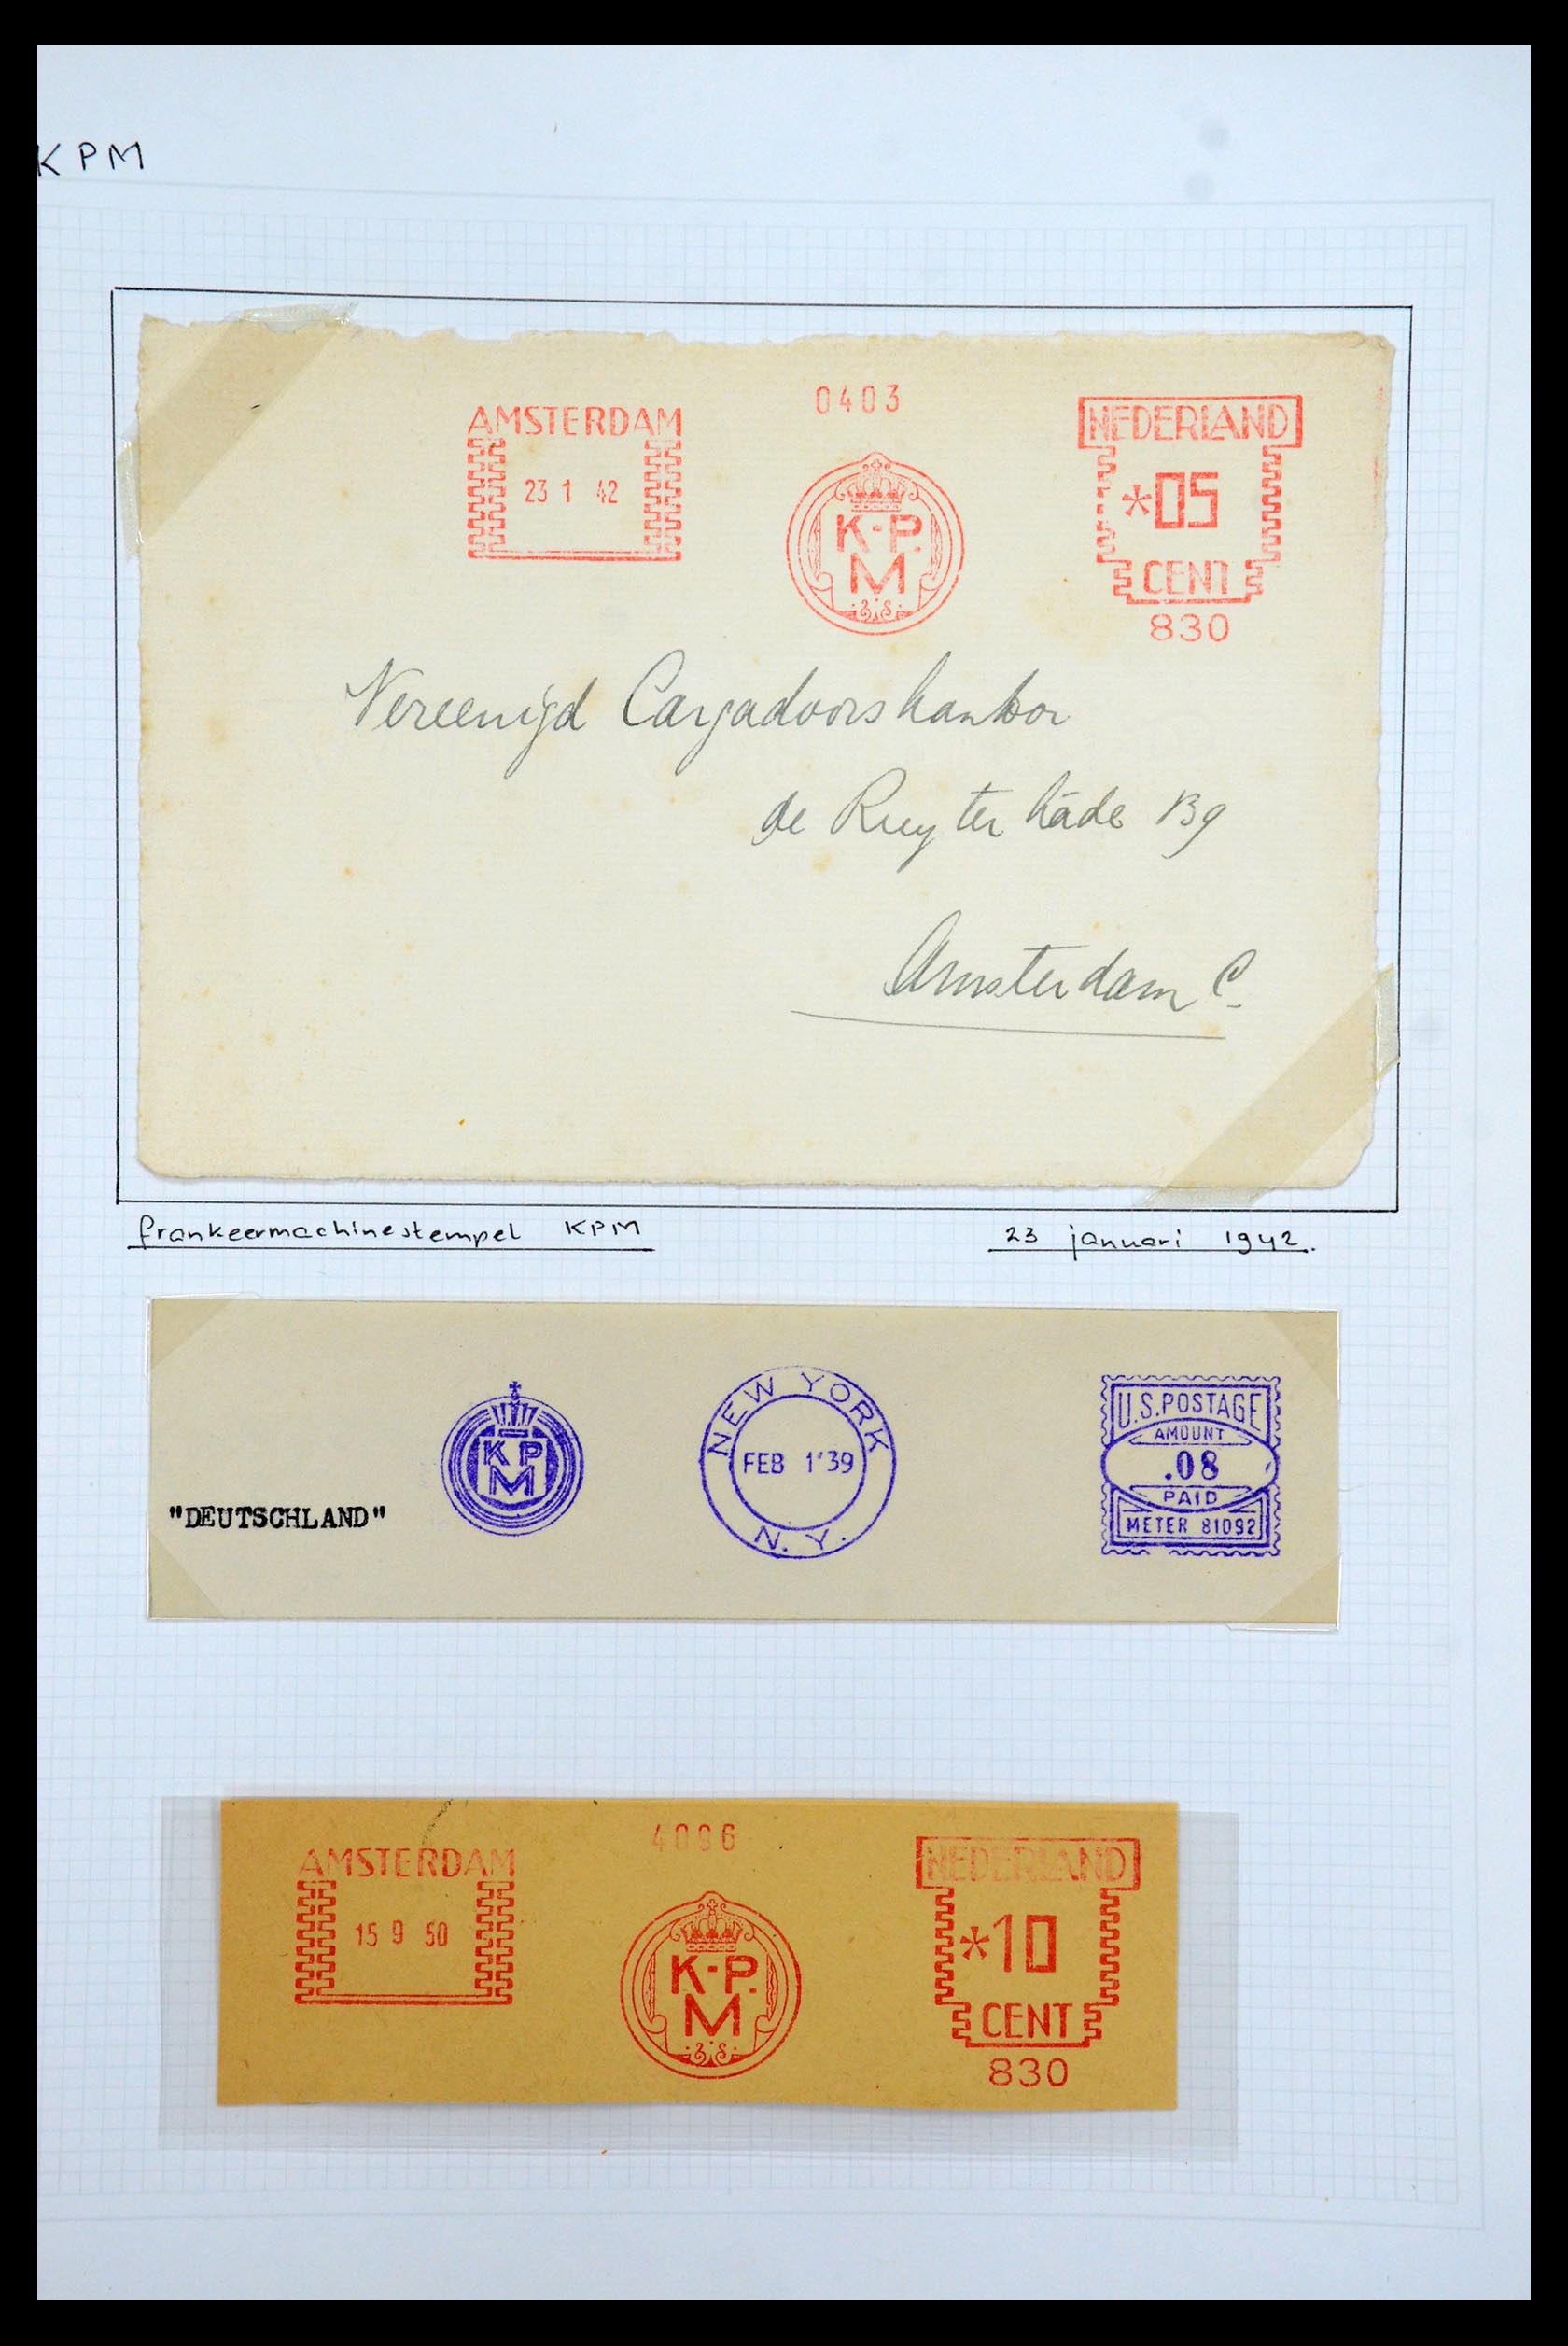 KPM
0403
AMSTERDAM
23 1 42
K-P.
M
NEDERLAND
*05
CENT
830
Vereenigd Cargadoorskantoor
de Ruyterkade 139
Amsterdam C.
frankeermachinestempel KPM
23 januari 1942.
"DEUTSCHLAND"
KP
M
NEW YORK
FEB 1'39
N. Y.
U.S.POSTAGE
AMOUNT
.08
PAID
METER 81092
4096
AMSTERDAM
15 9 50
K-P.
M
NEDERLAND
*10
CENT
830